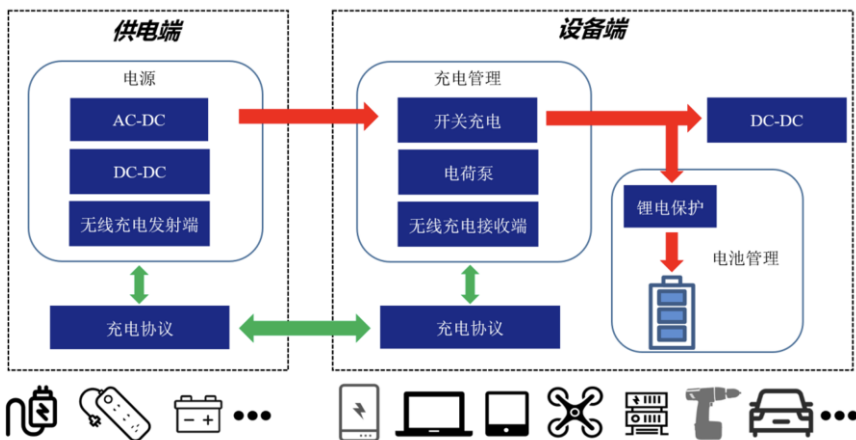 供电端
设备端
电源
AC-DC
DC-DC
无线充电发射端
充电协议
充电管理
开关充电
电荷泵
无线充电接收端
充电协议
DC-DC
锂电保护
电池管理